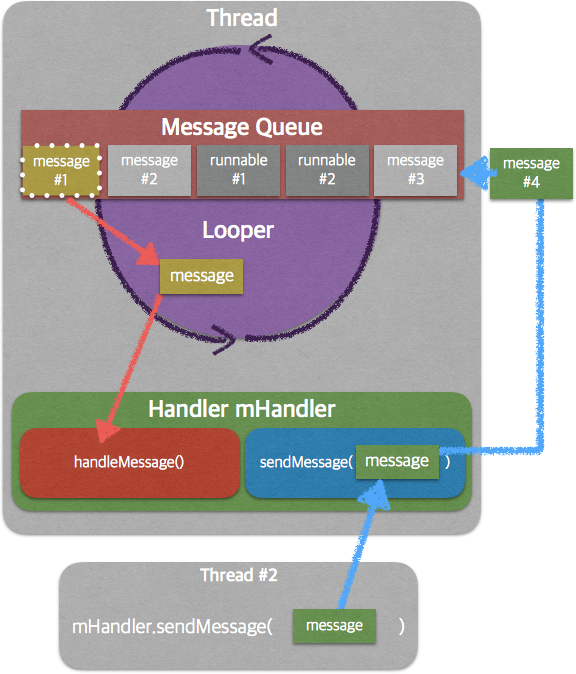 Thread
Message Queue
message
#1
message
#2
runnable
#1
runnable
#2
message
#3
message
#4
Looper
message
Handler mHandler
handleMessage()
sendMessage( message )
Thread #2
mHandler.sendMessage( message )